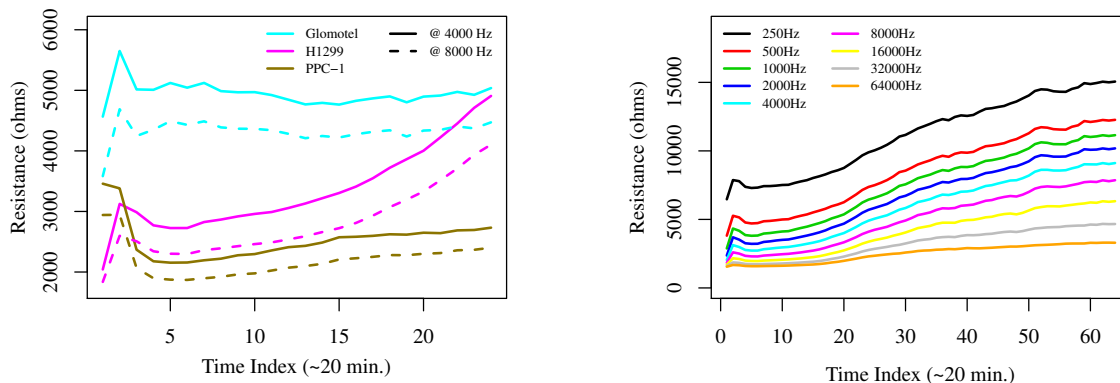 6000
5000
4000
3000
2000
Resistance (ohms)
Glomotel
H1299
PPC−1
@ 4000 Hz
@ 8000 Hz
5
10
15
20
Time Index (~20 min.)
15000
10000
5000
0
Resistance (ohms)
250Hz
500Hz
1000Hz
2000Hz
4000Hz
8000Hz
16000Hz
32000Hz
64000Hz
0
10
20
30
40
50
60
Time Index (~20 min.)